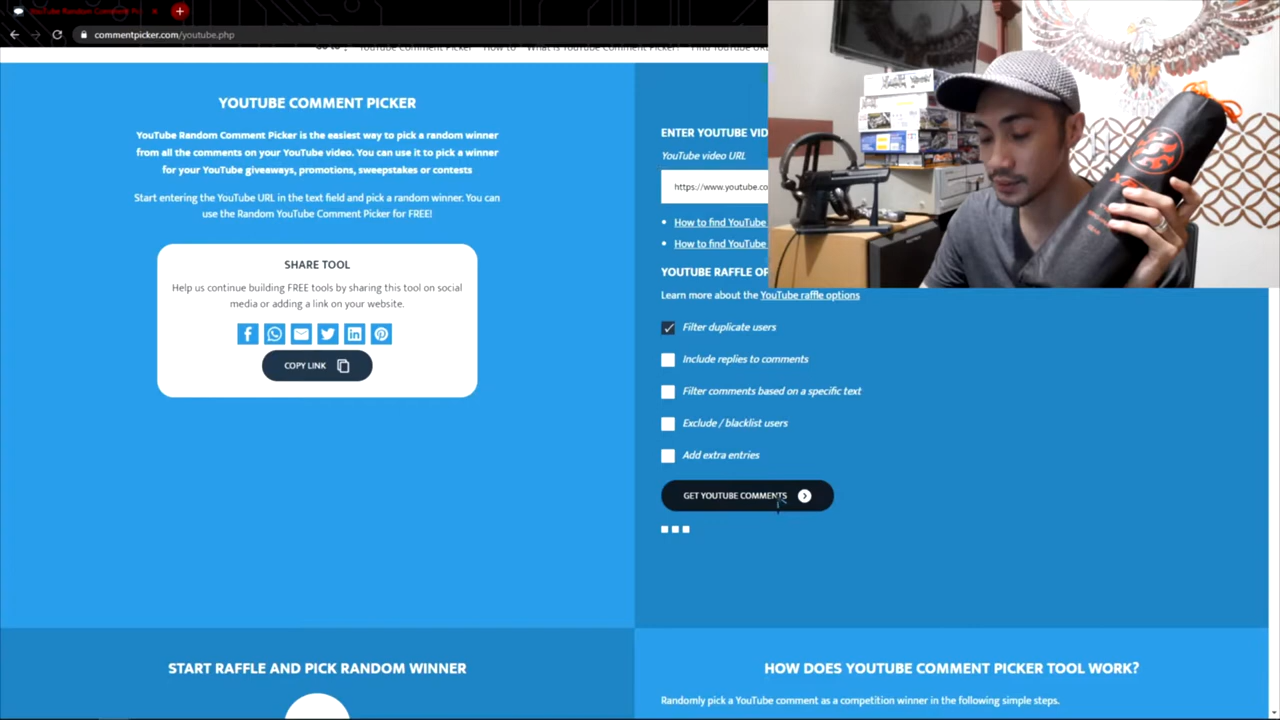 commentpicker.com/youtube.php
YouTube Comment Picker
YOUTUBE COMMENT PICKER
YouTube Random Comment Picker is the easiest way to pick a random winner
from all the comments on your YouTube video. You can use it to pick a winner
for your YouTube giveaways, promotions, sweepstakes or contests
Start entering the YouTube URL in the text field and pick a random winner. You can
use the Random YouTube Comment Picker for FREE!
SHARE TOOL
Help us continue building FREE tools by sharing this tool on social
media or adding a link on your website.
COPY LINK
ENTER YOUTUBE VID
YouTube video URL
https://www.youtube.co
How to find YouTube
How to find YouTube
YOUTUBE RAFFLE OP
Learn more about the YouTube raffle options
Filter duplicate users
Include replies to comments
Filter comments based on a specific text
Exclude / blacklist users
Add extra entries
GET YOUTUBE COMMENTS
START RAFFLE AND PICK RANDOM WINNER
HOW DOES YOUTUBE COMMENT PICKER TOOL WORK?
Randomly pick a YouTube comment as a competition winner in the following simple steps.